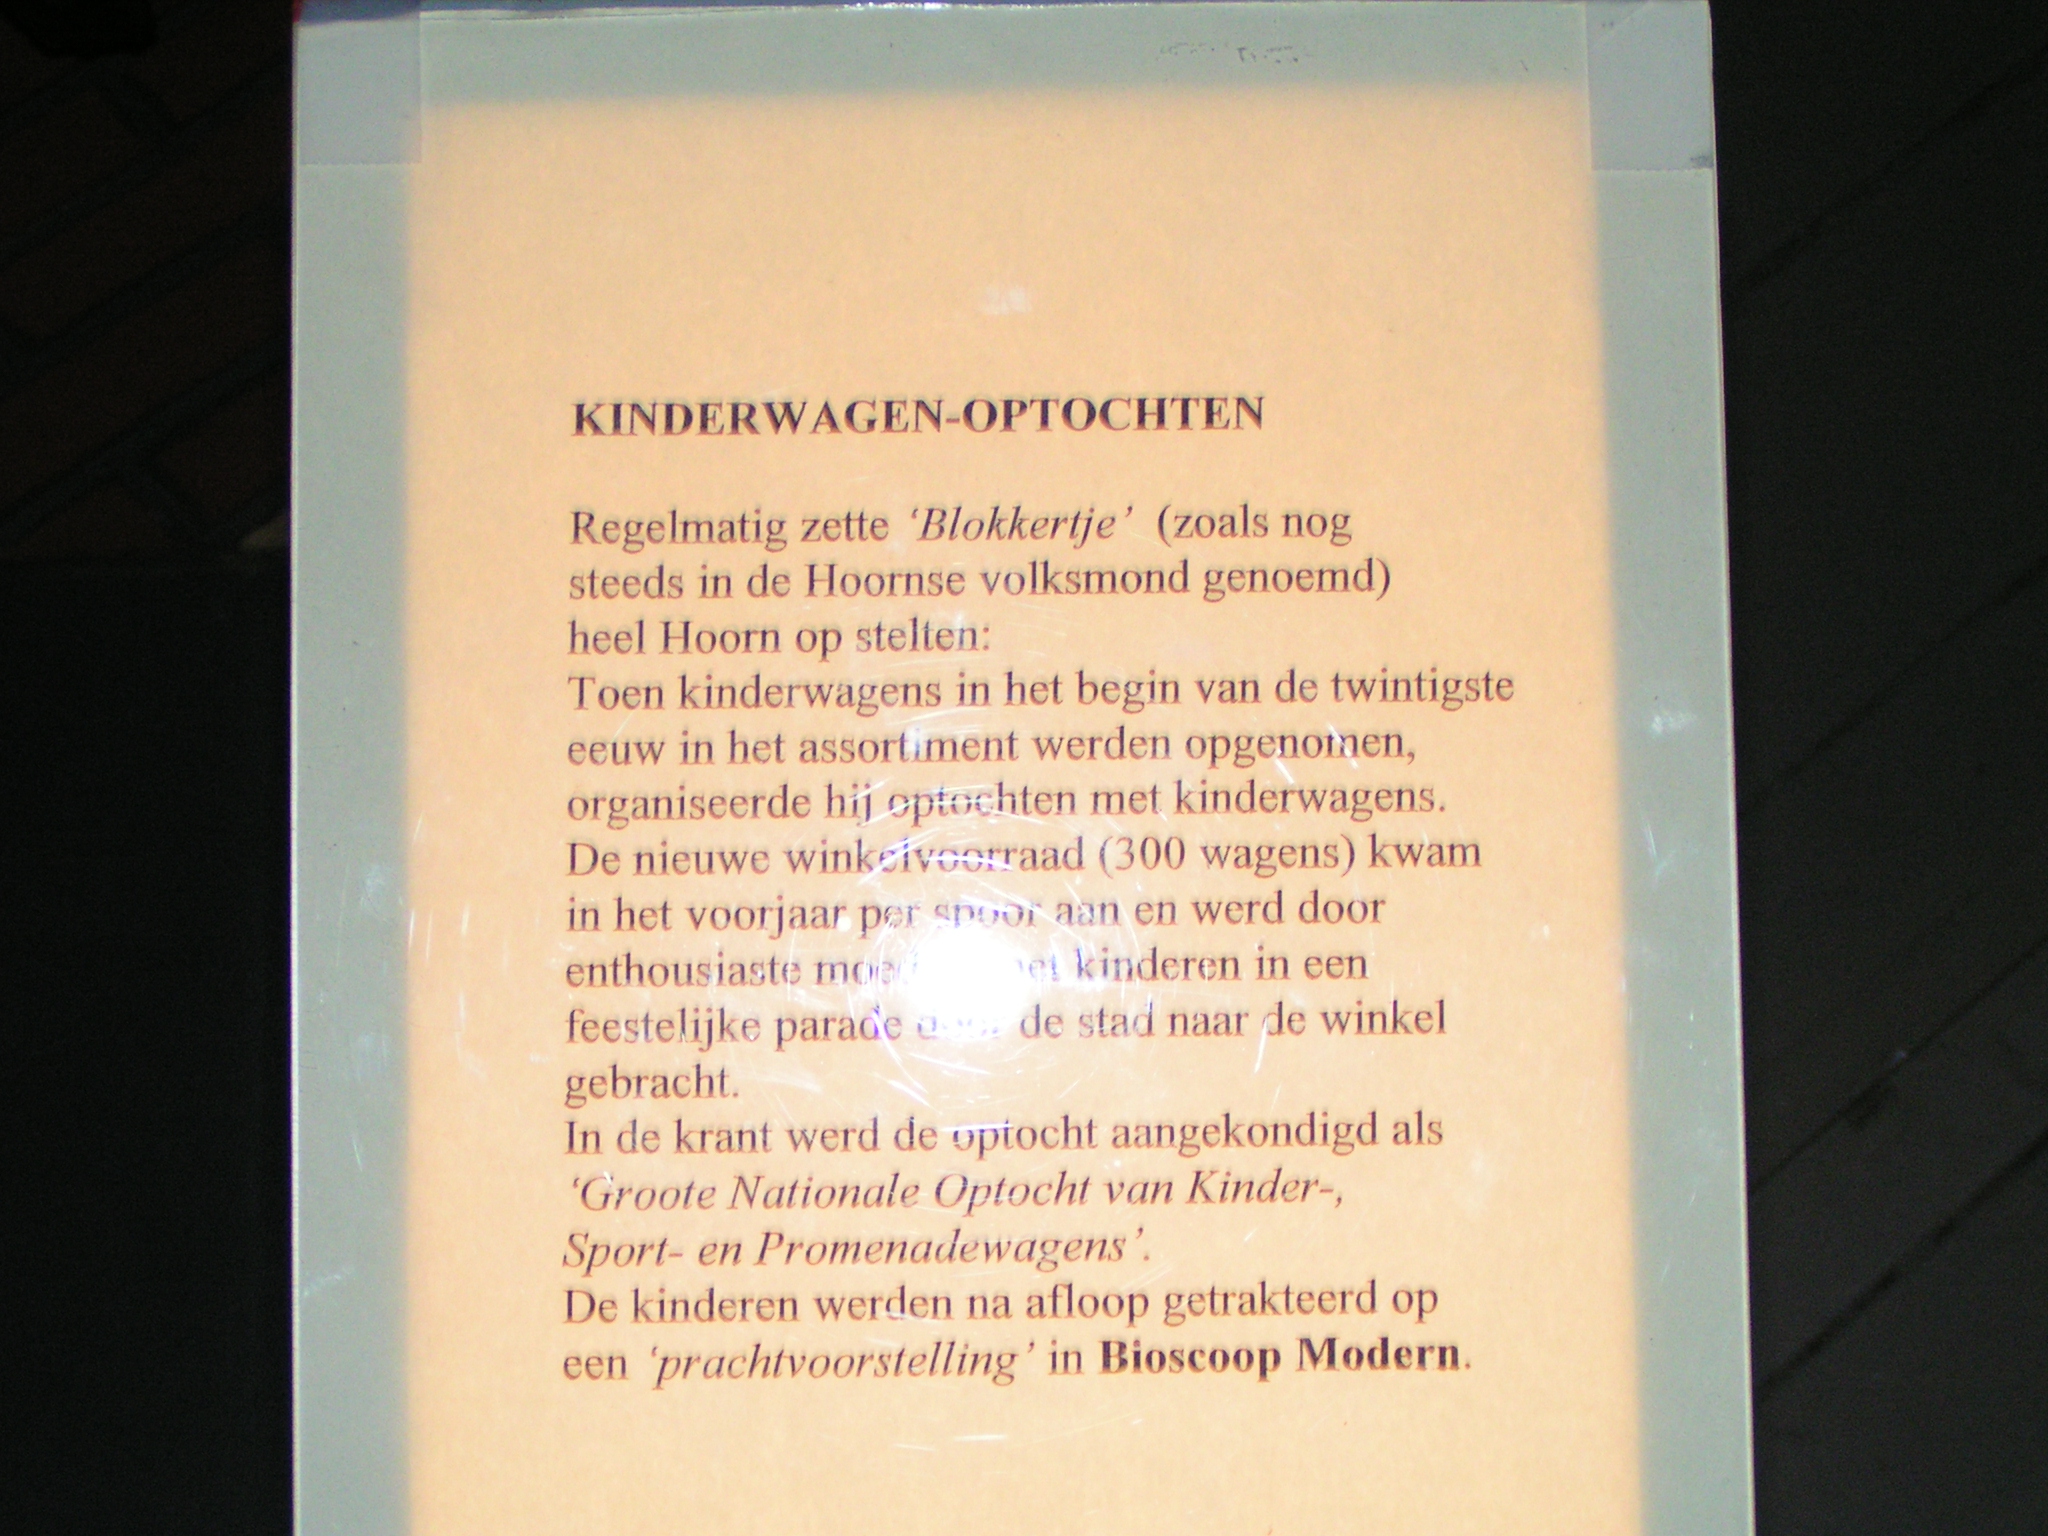 KINDERWAGEN-OPTOCHTEN
Regelmatig zette ‘Blokkertje’ (zoals nog
steeds in de Hoornse volksmond genoemd)
heel Hoorn op stelten:
Toen kinderwagens in het begin van de twintigste
eeuw in het assortiment werden opgenomen,
organiseerde hij optochten met kinderwagens.
De nieuwe winkelvoorraad (300 wagens) kwam
in het voorjaar per spoor aan en werd door
enthousiaste kinderen in een
feestelijke parade door de stad naar de winkel
gebracht.
In de krant werd de optocht aangekondigd als
‘Groote Nationale Optocht van Kinder-,
Sport- en Promenadewagens’.
De kinderen werden na afloop getrakteerd op
een ‘prachtvoorstelling’ in Bioscoop Modern.